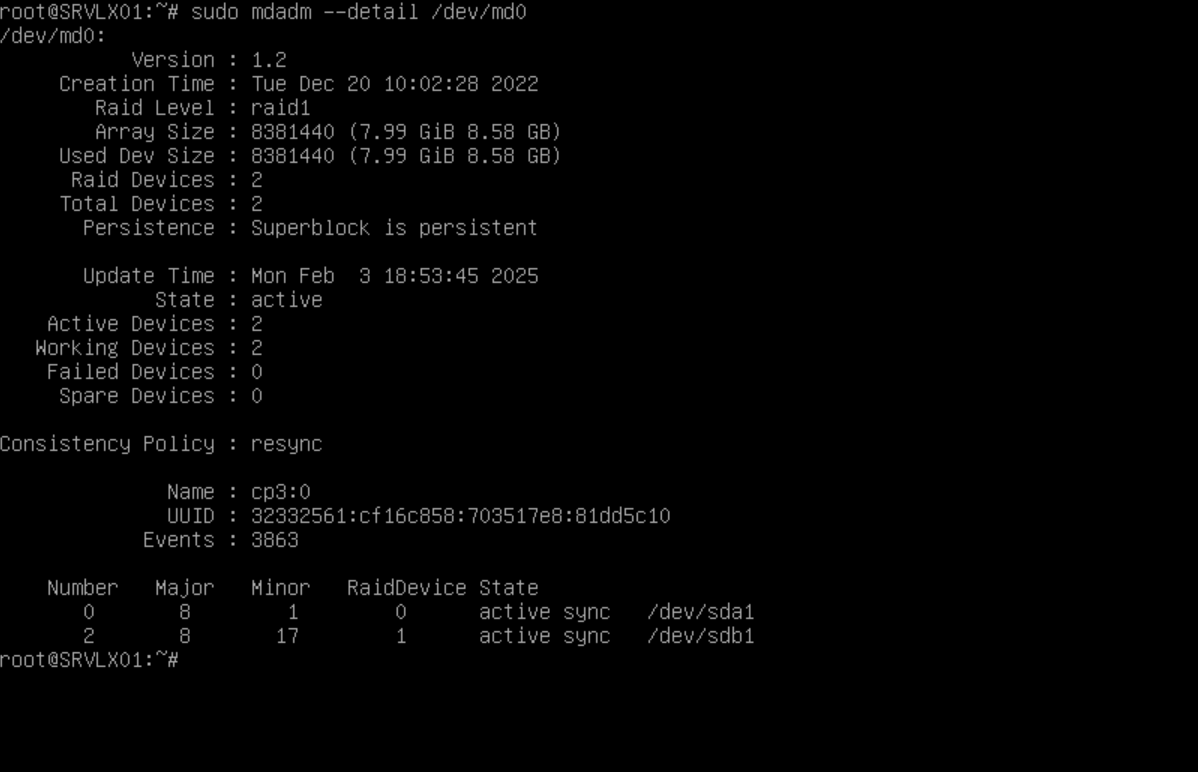 root@SRVLX01:~# sudo mdadm --detail /dev/md0
/dev/md0:
Version : 1.2
Creation Time : Tue Dec 20 10:02:28 2022
Raid Level : raid1
Array Size : 8381440 (7.99 GiB 8.58 GB)
Used Dev Size : 8381440 (7.99 GiB 8.58 GB)
Raid Devices : 2
Total Devices : 2
Persistence : Superblock is persistent
Update Time : Mon Feb  3 18:53:45 2025
State : active
Active Devices : 2
Working Devices : 2
Failed Devices : 0
Spare Devices : 0
Consistency Policy : resync
Name : cp3:0
UUID : 32332561:cf16c858:703517e8:81dd5c10
Events : 3863
Number Major Minor RaidDevice State
0 8 1 0 active sync /dev/sda1
2 8 17 1 active sync /dev/sdb1
root@SRVLX01:~#